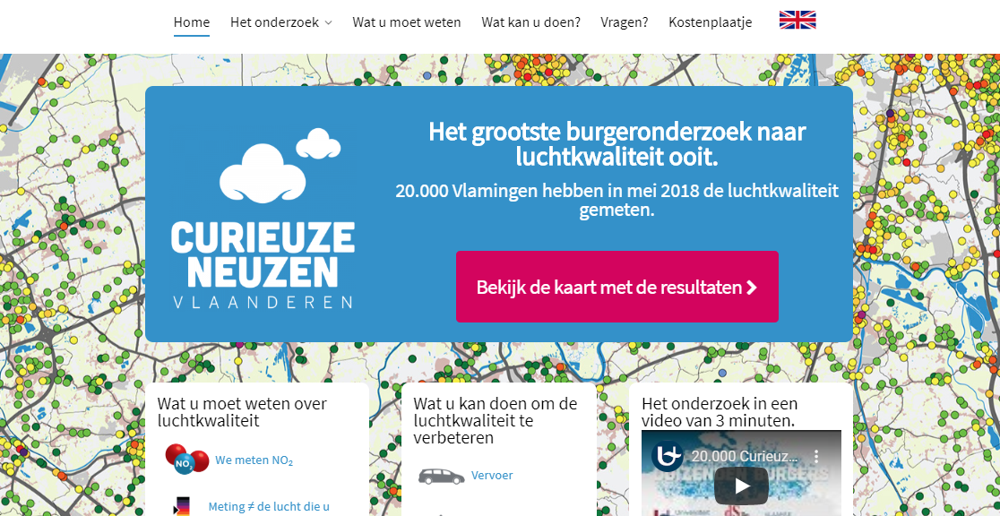 Home
Het onderzoek
Wat u moet weten
Wat kan u doen?
Vragen?
Kostenplaatje
CURIEUZE
NEUZEN
VLAANDEREN
Het grootste burgeronderzoek naar
luchtkwaliteit ooit.
20.000 Vlamingen hebben in mei 2018 de luchtkwaliteit
gemeten.
Bekijk de kaart met de resultaten
Wat u moet weten over
luchtkwaliteit
NO₂
We meten NO₂
Meting ≠ de lucht die u
Wat u kan doen om de
luchtkwaliteit te
verbeteren
Vervoer
Het onderzoek in een
video van 3 minuten.
20.000 Curieuz...